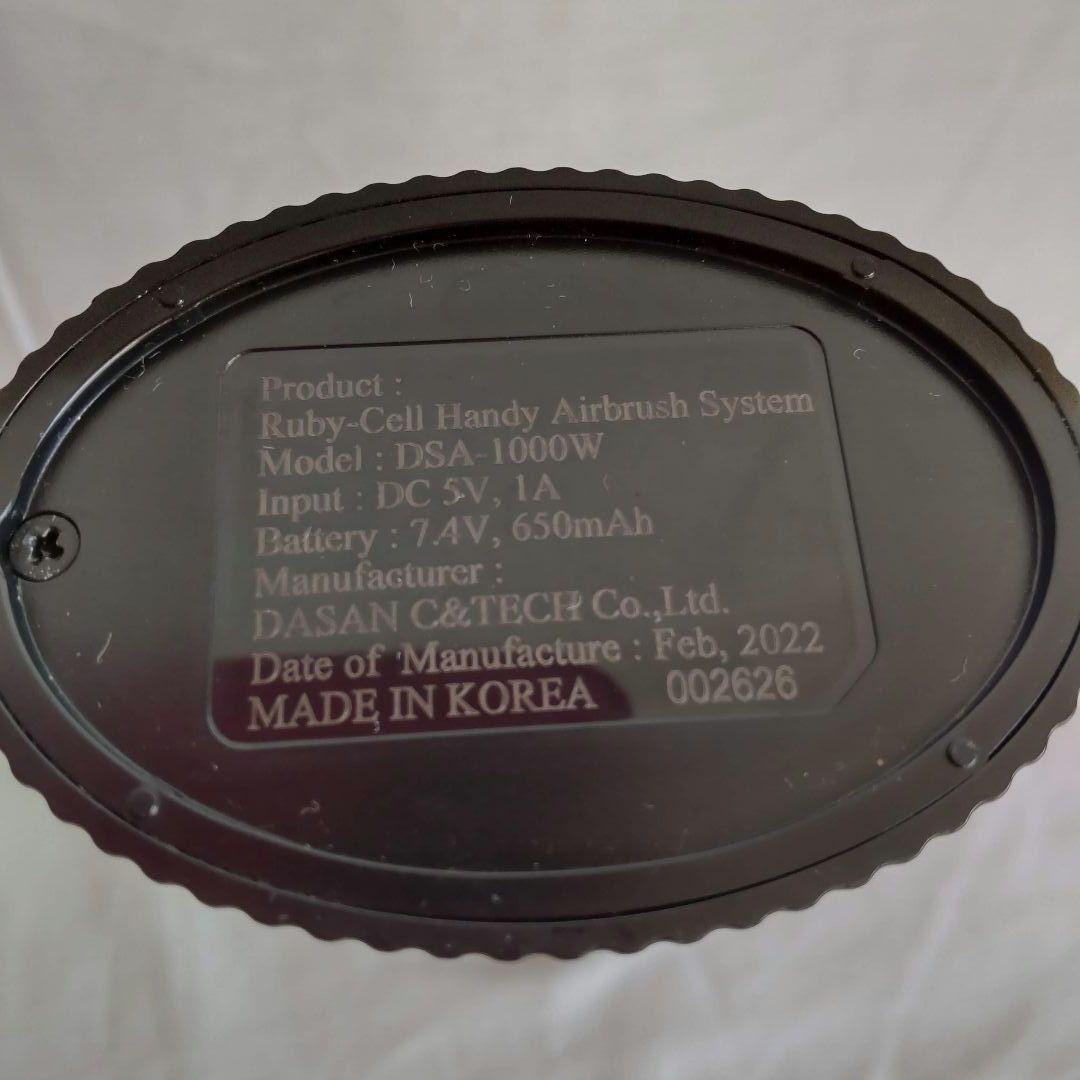 Product :
Ruby-Cell Handy Airbrush System
Model : DSA-1000W
Input : DC 5V, 1A
Battery : 7.4V, 650mAh
Manufacturer :
DASAN C&TECH Co.,Ltd.
Date of Manufacture : Feb, 2022
MADE IN KOREA 002626